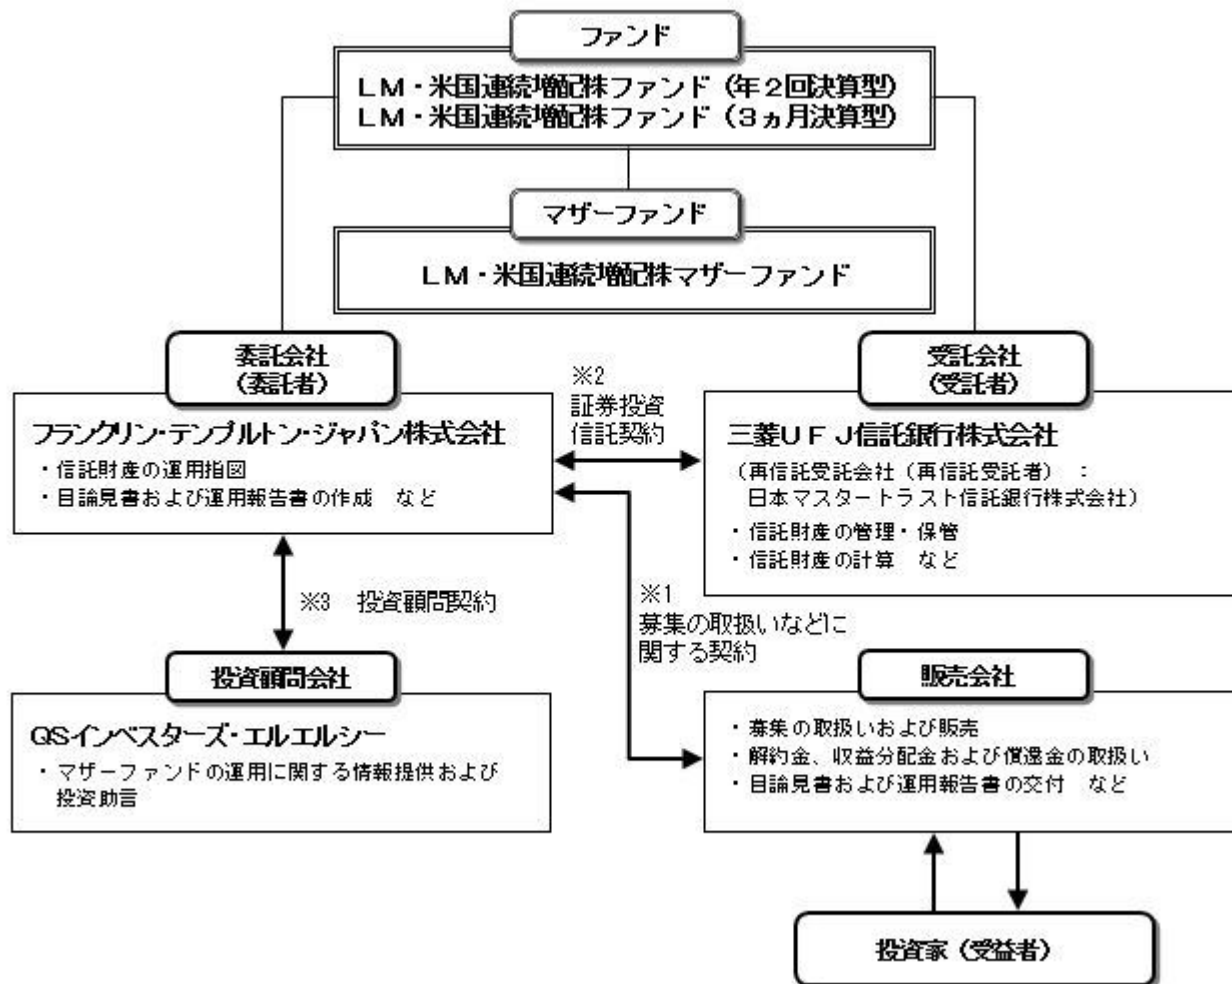 ファンド
LM・米国連続増配株ファンド(年2回決算型)
LM・米国連続増配株ファンド(3ヵ月決算型)
マザーファンド
LM・米国連続増配株マザーファンド
委託会社
(委託者)
フランクリン・テンプルトン・ジャパン株式会社
・信託財産の運用指図
・目論見書および運用報告書の作成 など
※2
証券投資
信託契約
受託会社
(受託者)
三菱UFJ信託銀行株式会社
(再信託受託会社(再信託受託者) :
日本マスタートラスト信託銀行株式会社)
・信託財産の管理・保管
・信託財産の計算 など
※3 投資顧問契約
※1
募集の取扱いなどに
関する契約
投資顧問会社
QSインベスターズ・エルエルシー
・マザーファンドの運用に関する情報提供および
投資助言
販売会社
・募集の取扱いおよび販売
・解約金、収益分配金および償還金の取扱い
・目論見書および運用報告書の交付 など
投資家(受益者)